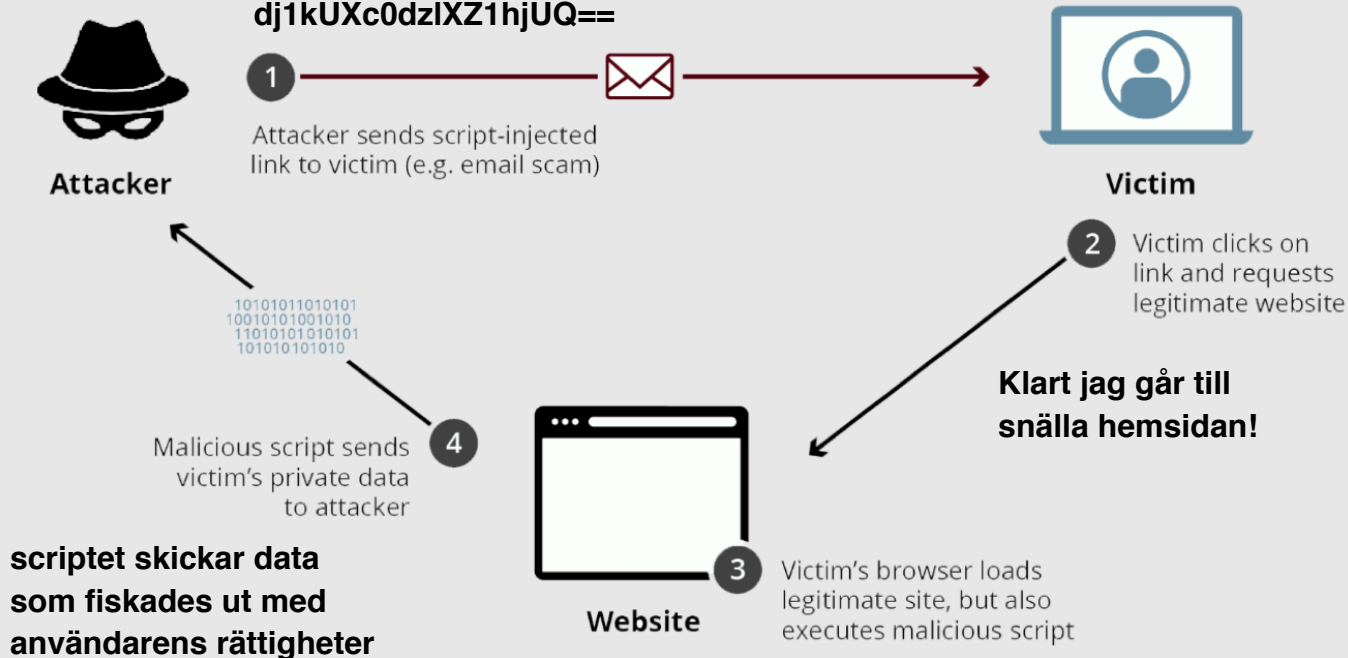 dj1kUXc0dzlXZ1hjUQ==
1
Attacker sends script-injected
link to victim (e.g. email scam)
Attacker
Victim
2
Victim clicks on
link and requests
legitimate website
Klart jag går till
snälla hemsidan!
10101011010101
10010101001010
11010101010101
101010101010
4
Malicious script sends
victim's private data
to attacker
scriptet skickar data
som fiskades ut med
användarens rättigheter
3
Victim's browser loads
legitimate site, but also
executes malicious script
Website